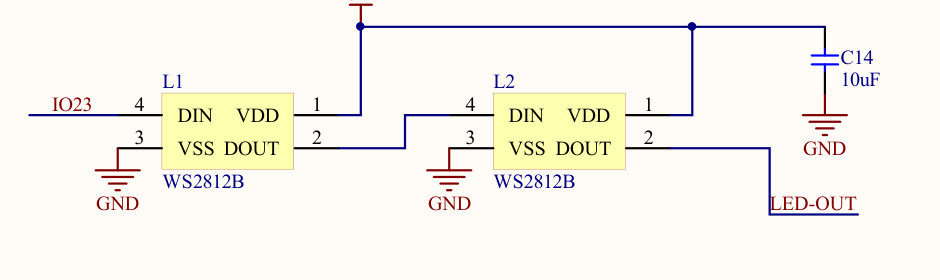 C14
10uF
L1
L2
IO23
4
DIN
VDD
1
4
DIN
VDD
1
3
VSS
DOUT
2
3
VSS
DOUT
2
GND
WS2812B
WS2812B
GND
GND
LED-OUT